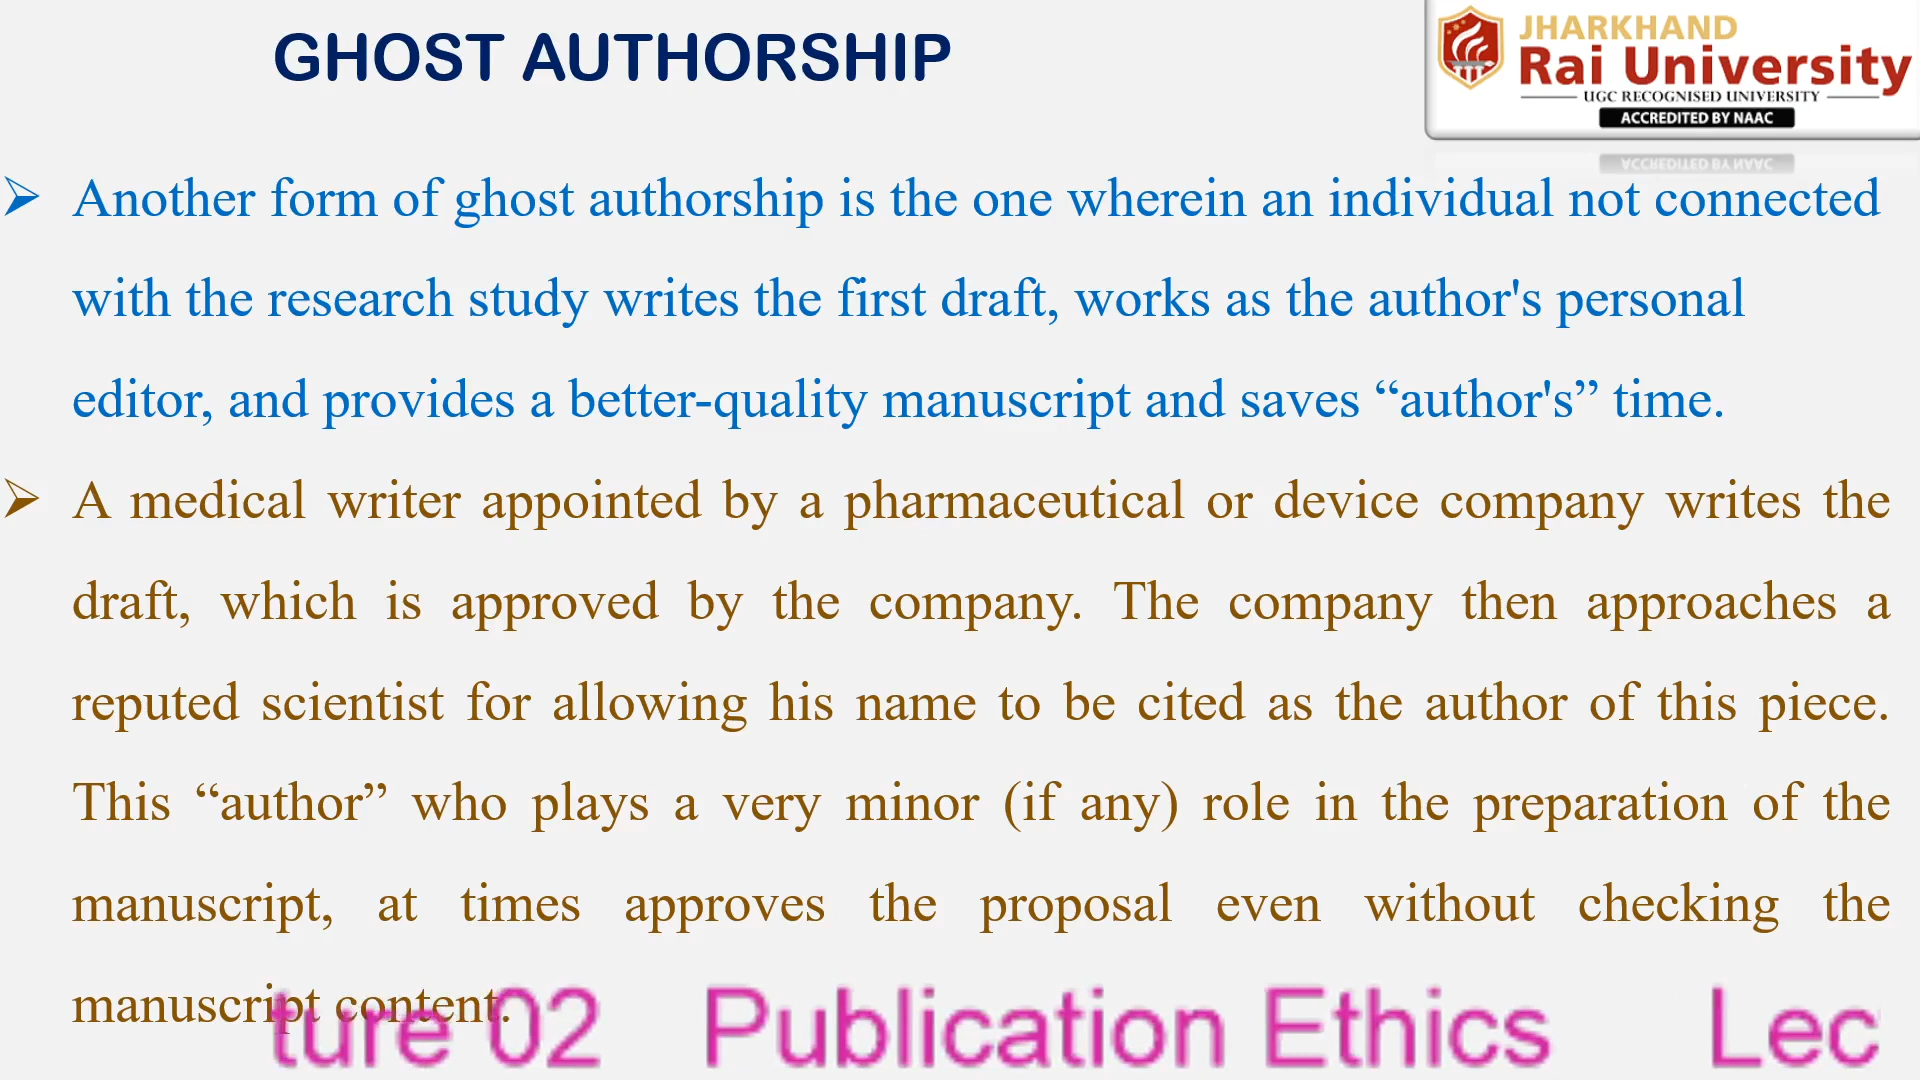 GHOST AUTHORSHIP
JHARKHAND
Rai University
UGC RECOGNISED UNIVERSITY
ACCREDITED BY NAAC
➢ Another form of ghost authorship is the one wherein an individual not connected
with the research study writes the first draft, works as the author's personal
editor, and provides a better-quality manuscript and saves “author's” time.
➢ A medical writer appointed by a pharmaceutical or device company writes the
draft, which is approved by the company. The company then approaches a
reputed scientist for allowing his name to be cited as the author of this piece.
This “author” who plays a very minor (if any) role in the preparation of the
manuscript, at times approves the proposal even without checking the
manuscript content.
ture 02 Publication Ethics Lec